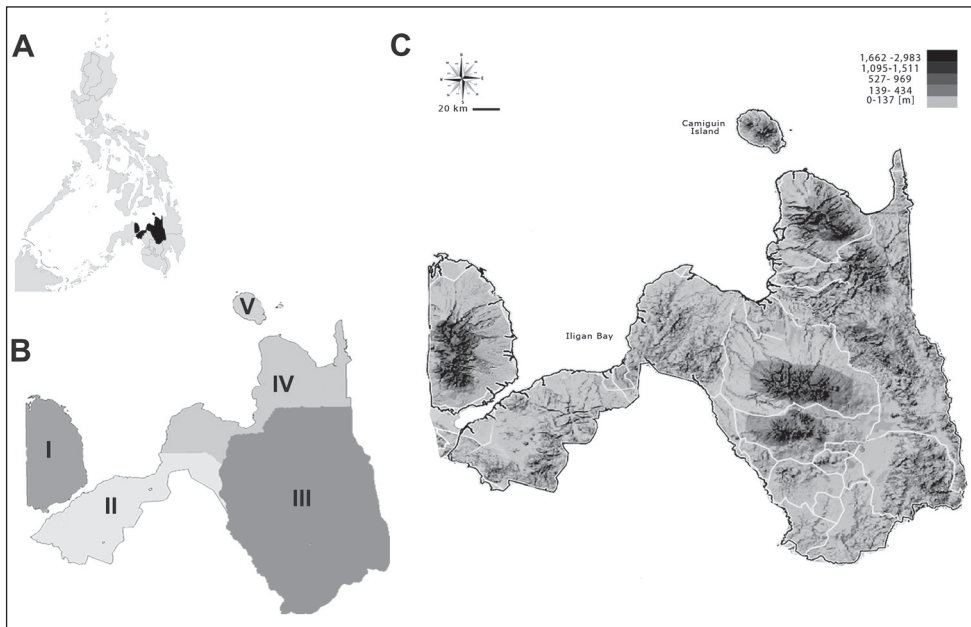 A
B
I
II
III
IV
V
C
20 km
1,662 -2,983
1,095-1,511
527- 969
139- 434
0-137 [m]
Camiguin
Island
Iligan Bay